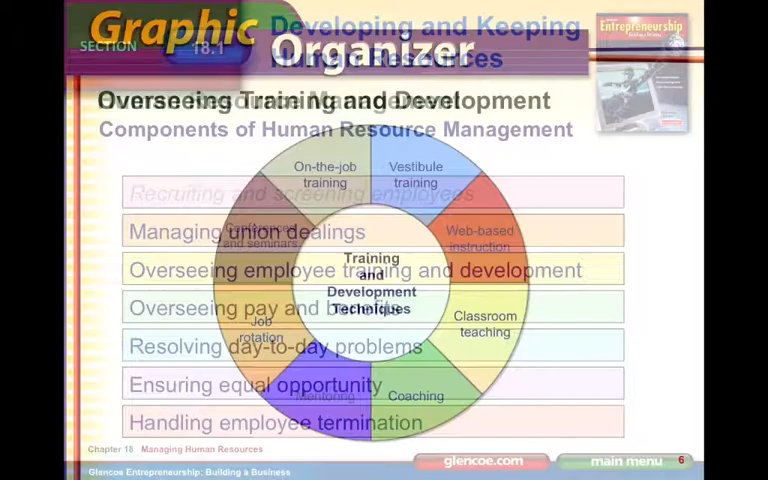 Graphic
Organizer
SECTION
18.1
Developing and Keeping
Human Resources
Entrepreneurship
Overseeing Training and Development
Human Resource Management
Components of Human Resource Management
Recruiting and screening employees
Managing union dealings
Overseeing employee training and development
Overseeing pay and benefits
Resolving day-to-day problems
Ensuring equal opportunity
Handling employee termination
On-the-job
training
Vestibule
training
Web-based
instruction
Classroom
teaching
Coaching
Mentoring
Job
rotation
Conferences
and seminars
Training
and
Development
Techniques
Chapter 18 Managing Human Resources
Glencoe Entrepreneurship: Building a Business
glencoe.com
main menu
6